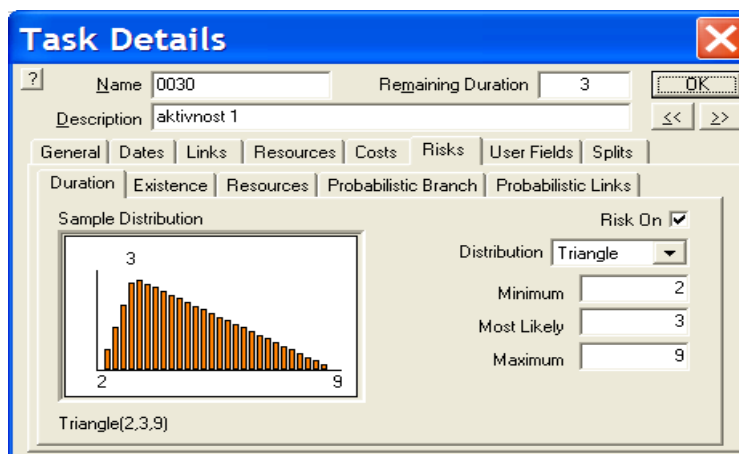 Task Details
? Name 0030 Remaining Duration 3 OK
Description aktivnost 1 << >>
General Dates Links Resources Costs Risks User Fields Splits
Duration Existence Resources Probabilistic Branch Probabilistic Links
Sample Distribution Risk On
Distribution Triangle
3
Minimum 2
Most Likely 3
Maximum 9
2 9
Triangle(2,3,9)